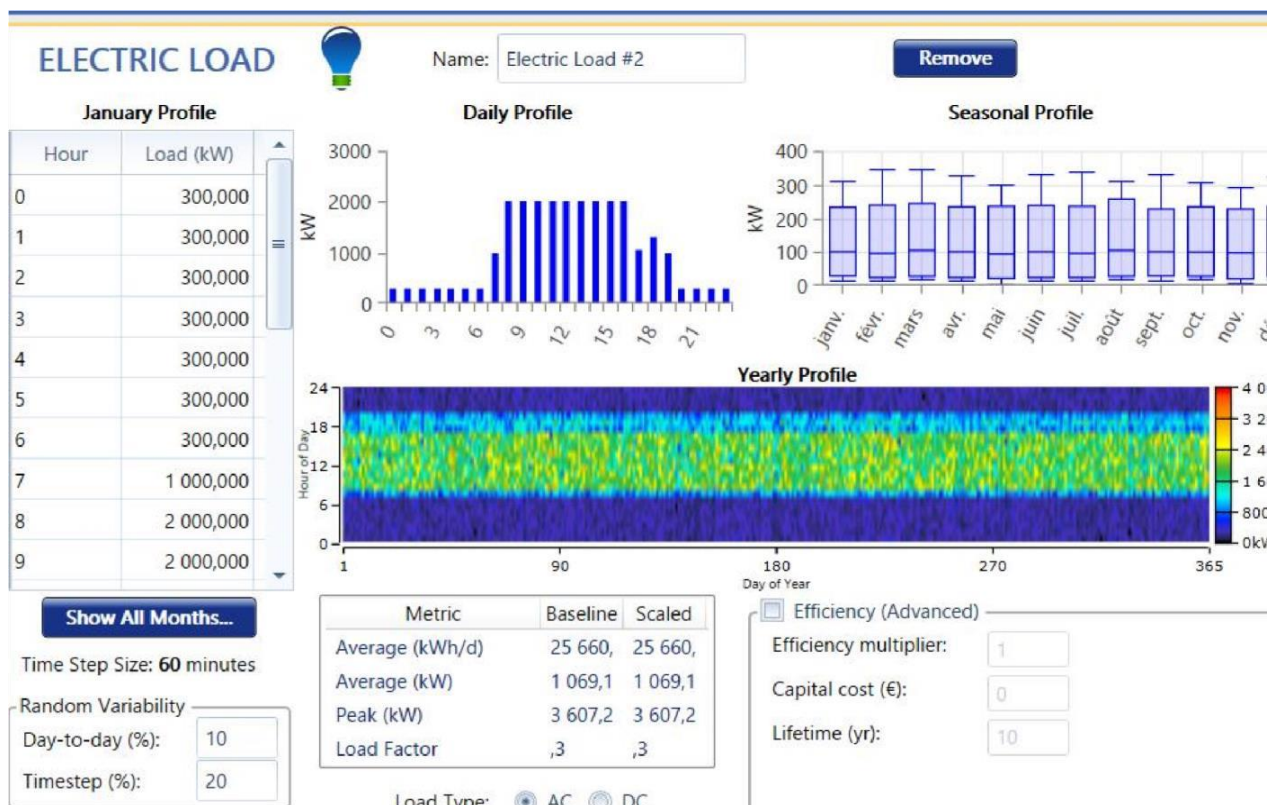 ELECTRIC LOAD
Name: Electric Load #2
Remove
January Profile
Hour Load (kW)
0 300,000
1 300,000
2 300,000
3 300,000
4 300,000
5 300,000
6 300,000
7 1 000,000
8 2 000,000
9 2 000,000
Show All Months...
Time Step Size: 60 minutes
Random Variability
Day-to-day (%): 10
Timestep (%): 20
Daily Profile
kW
3000
2000
1000
0
0 3 6 9 12 15 18 21
Seasonal Profile
kW
400
300
200
100
0
janv. févr. mars avr. mai juin juil. août sept. oct. nov.
Yearly Profile
Hour of Day
24
18
12
6
0
1 90 180 270 365
Day of Year
4 0
3 2
2 4
1 6
800
0kW
Metric Baseline Scaled
Average (kWh/d) 25 660, 25 660,
Average (kW) 1 069,1 1 069,1
Peak (kW) 3 607,2 3 607,2
Load Factor ,3 ,3
Load Type: AC DC
Efficiency (Advanced)
Efficiency multiplier: 1
Capital cost (€): 0
Lifetime (yr): 10